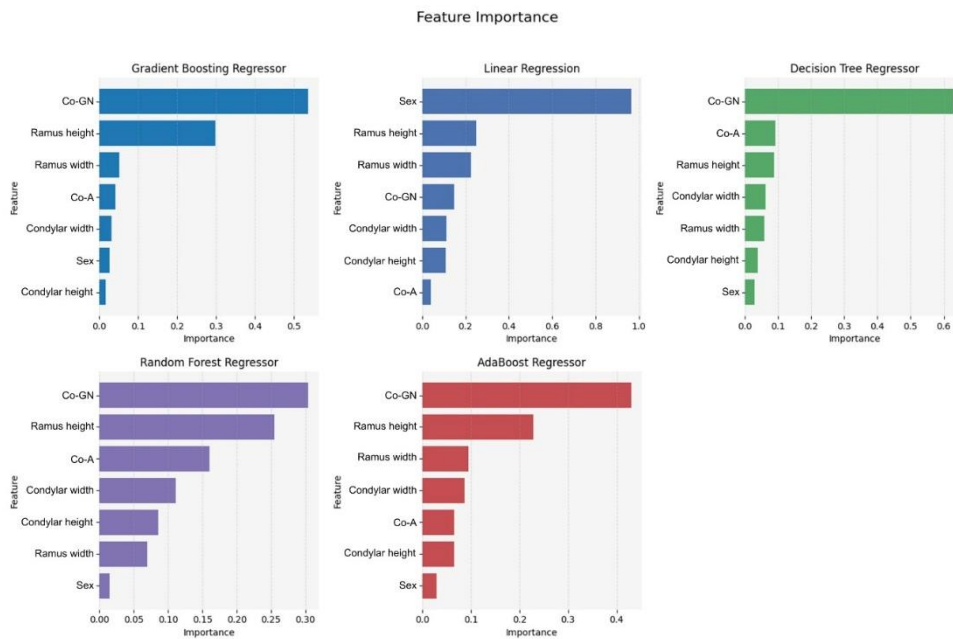 Feature Importance
Gradient Boosting Regressor
Feature
Co-GN
Ramus height
Ramus width
Co-A
Condylar width
Sex
Condylar height
0.0 0.1 0.2 0.3 0.4 0.5
Importance
Linear Regression
Feature
Sex
Ramus height
Ramus width
Co-GN
Condylar width
Condylar height
Co-A
0.0 0.2 0.4 0.6 0.8 1.0
Importance
Decision Tree Regressor
Feature
Co-GN
Co-A
Ramus height
Condylar width
Ramus width
Condylar height
Sex
0.0 0.1 0.2 0.3 0.4 0.5 0.6
Importance
Random Forest Regressor
Feature
Co-GN
Ramus height
Co-A
Condylar width
Condylar height
Ramus width
Sex
0.00 0.05 0.10 0.15 0.20 0.25 0.30
Importance
AdaBoost Regressor
Feature
Co-GN
Ramus height
Ramus width
Condylar width
Co-A
Condylar height
Sex
0.0 0.1 0.2 0.3 0.4
Importance